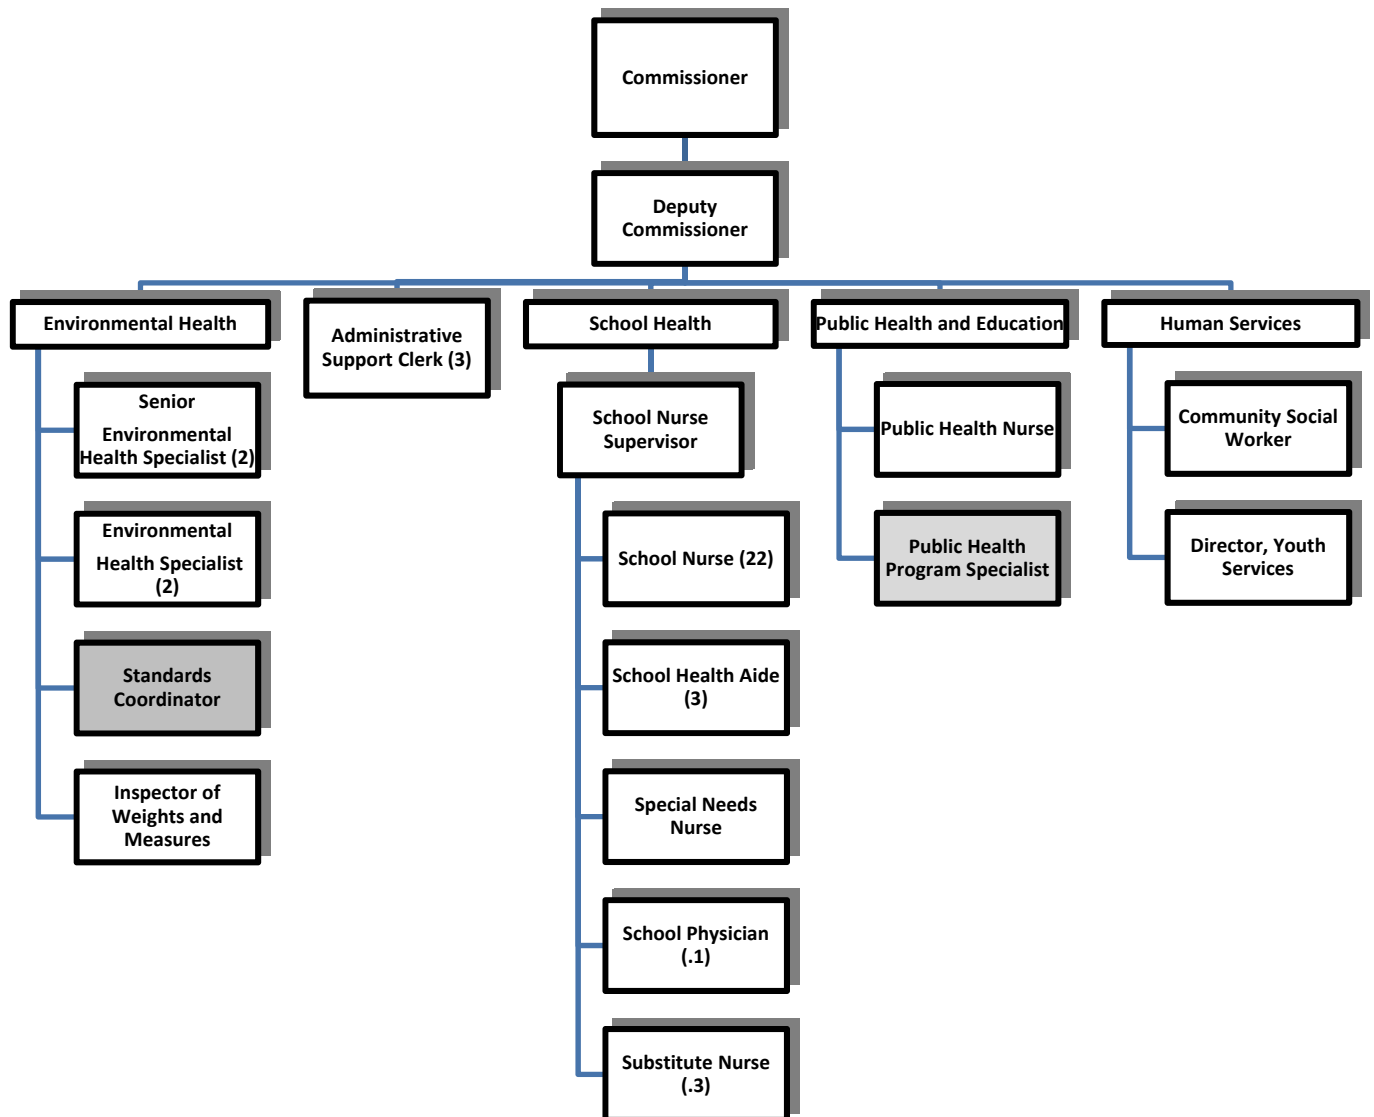 Commissioner
Deputy
Commissioner
Environmental Health
Administrative
Support Clerk (3)
School Health
Public Health and Education
Human Services
Senior
Environmental
Health Specialist (2)
Environmental
Health Specialist
(2)
Standards
Coordinator
Inspector of
Weights and
Measures
School Nurse
Supervisor
School Nurse (22)
School Health Aide
(3)
Special Needs
Nurse
School Physician
(.1)
Substitute Nurse
(.3)
Public Health Nurse
Public Health
Program Specialist
Community Social
Worker
Director, Youth
Services